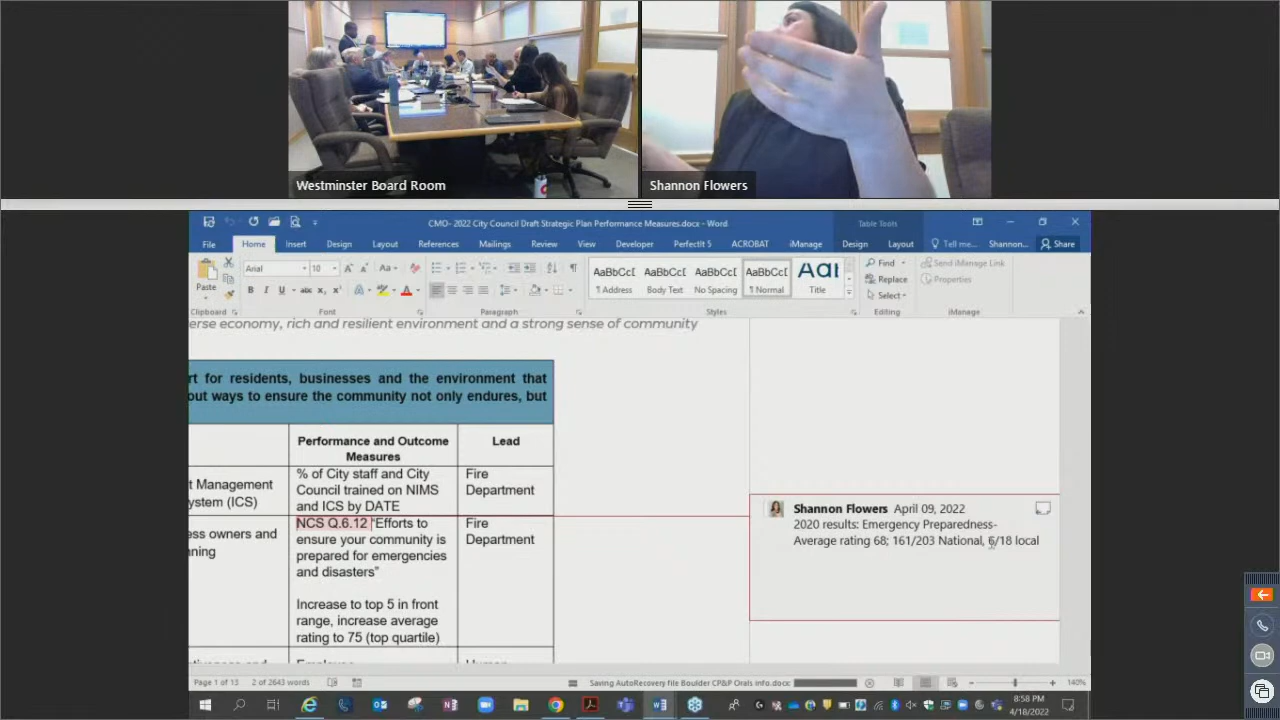 Westminster Board Room
Shannon Flowers
CMO- 2022 City Council Draft Strategic Plan Performance Measures.docx - Word
Table Tools
File Home Insert Design Layout References Mailings Review View Developer PerfectIt 5 ACROBAT iManage Design Layout Tell me... Shannon... Share
Paste
Arial 10
Aa
B I U abc
AaBbCcI AaBbCcI AaBbCcI AaBbCcI
¶ Address Body Text No Spacing ¶ Normal Title
Find
Replace
Select
Send iManage Link
Properties
Clipboard Font Paragraph Styles Editing iManage
erse economy, rich and resilient environment and a strong sense of community
rt for residents, businesses and the environment that
out ways to ensure the community not only endures, but
Performance and Outcome
Measures
Lead
t Management
ystem (ICS)
% of City staff and City
Council trained on NIMS
and ICS by DATE
Fire
Department
ess owners and
nning
NCS Q.6.12 "Efforts to
ensure your community is
prepared for emergencies
and disasters"
Increase to top 5 in front
range, increase average
rating to 75 (top quartile)
Fire
Department
Shannon Flowers April 09, 2022
2020 results: Emergency Preparedness-
Average rating 68; 161/203 National, 6/18 local
Page 1 of 13 2 of 2643 words
Saving AutoRecovery file Boulder CP&P Orals info.docx:
140%
8:58 PM
4/18/2022